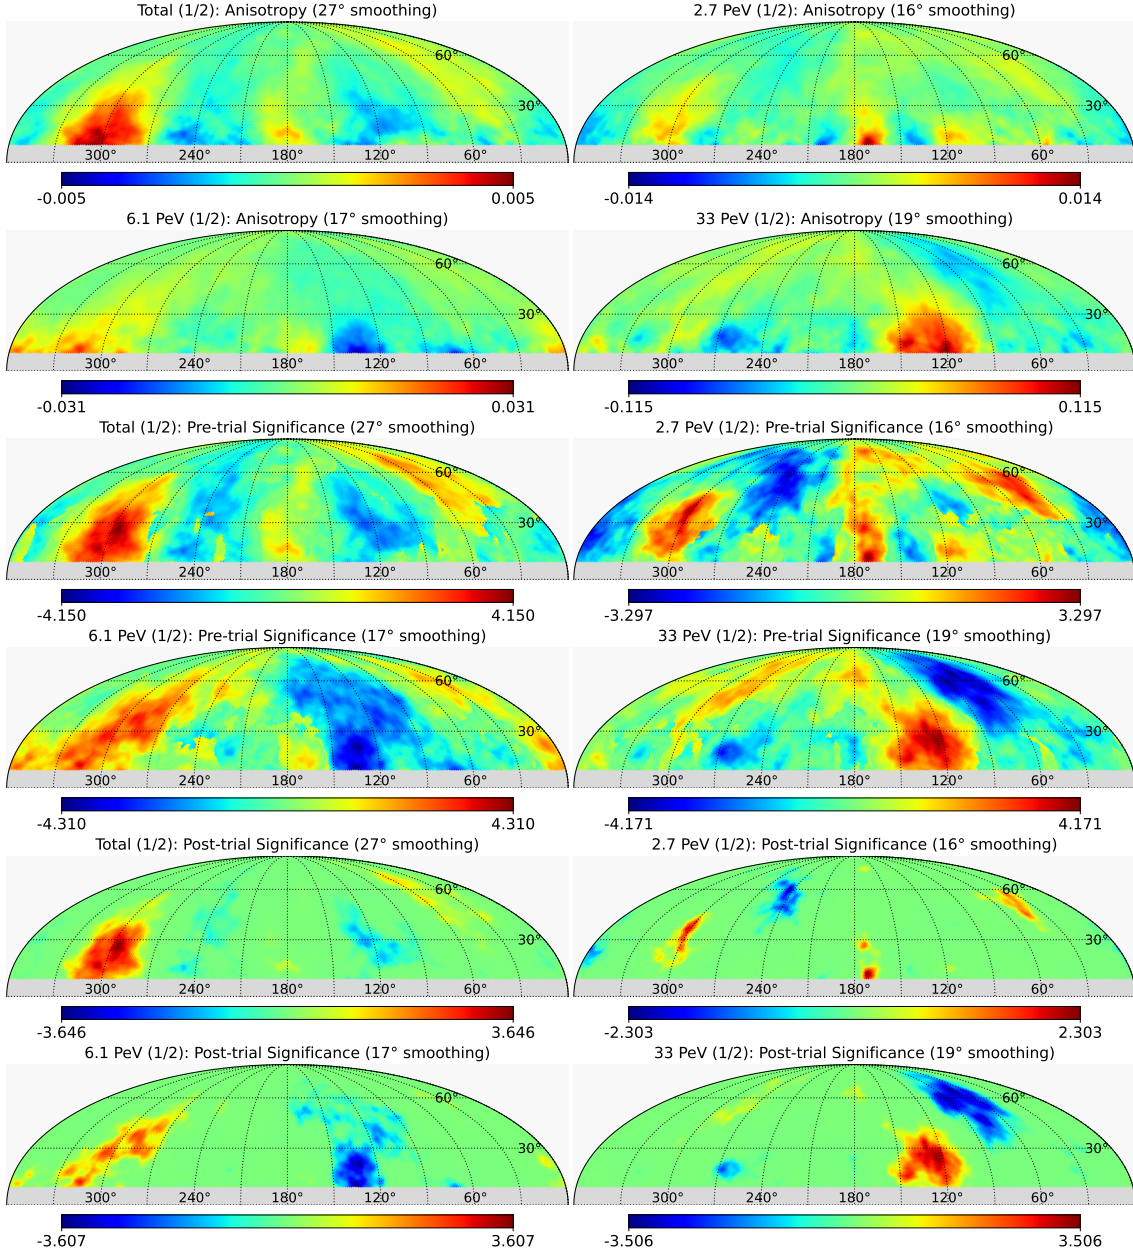 Total (1/2): Anisotropy (27° smoothing)
60°
30°
300° 240° 180° 120° 60°
-0.005 0.005
2.7 PeV (1/2): Anisotropy (16° smoothing)
60°
30°
300° 240° 180° 120° 60°
-0.014 0.014
6.1 PeV (1/2): Anisotropy (17° smoothing)
60°
30°
300° 240° 180° 120° 60°
-0.031 0.031
33 PeV (1/2): Anisotropy (19° smoothing)
60°
30°
300° 240° 180° 120° 60°
-0.115 0.115
Total (1/2): Pre-trial Significance (27° smoothing)
60°
30°
300° 240° 180° 120° 60°
-4.150 4.150
2.7 PeV (1/2): Pre-trial Significance (16° smoothing)
60°
30°
300° 240° 180° 120° 60°
-3.297 3.297
6.1 PeV (1/2): Pre-trial Significance (17° smoothing)
60°
30°
300° 240° 180° 120° 60°
-4.310 4.310
33 PeV (1/2): Pre-trial Significance (19° smoothing)
60°
30°
300° 240° 180° 120° 60°
-4.171 4.171
Total (1/2): Post-trial Significance (27° smoothing)
60°
30°
300° 240° 180° 120° 60°
-3.646 3.646
2.7 PeV (1/2): Post-trial Significance (16° smoothing)
60°
30°
300° 240° 180° 120° 60°
-2.303 2.303
6.1 PeV (1/2): Post-trial Significance (17° smoothing)
60°
30°
300° 240° 180° 120° 60°
-3.607 3.607
33 PeV (1/2): Post-trial Significance (19° smoothing)
60°
30°
300° 240° 180° 120° 60°
-3.506 3.506